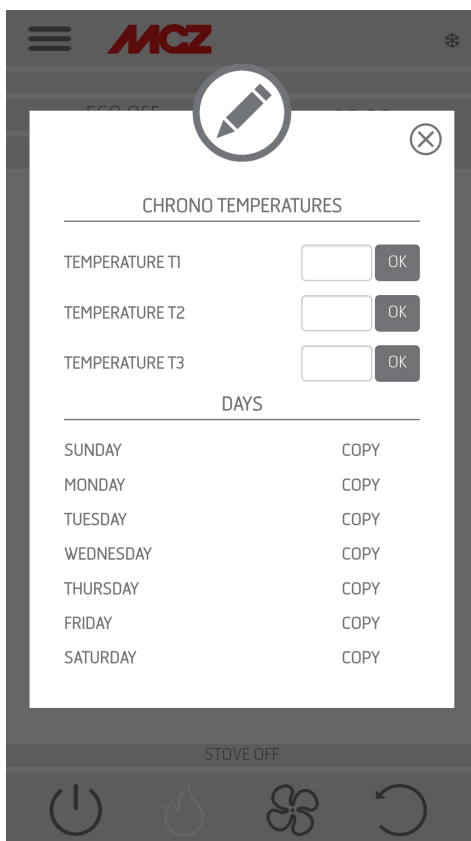 MCZ
CHRONO TEMPERATURES
TEMPERATURE T1 OK
TEMPERATURE T2 OK
TEMPERATURE T3 OK
DAYS
SUNDAY COPY
MONDAY COPY
TUESDAY COPY
WEDNESDAY COPY
THURSDAY COPY
FRIDAY COPY
SATURDAY COPY
STOVE OFF